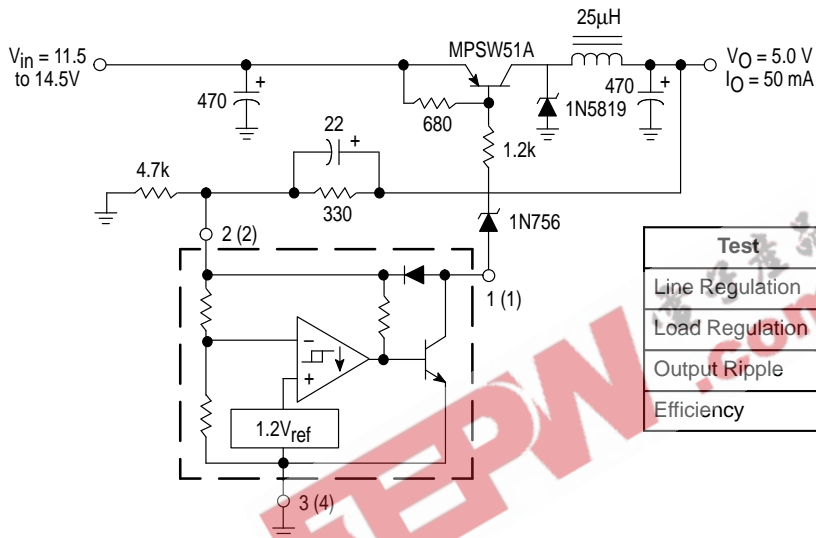 25µH
MPSW51A
Vin = 11.5
to 14.5V
VO = 5.0 V
IO = 50 mA
470
+
680
1N5819
470
+
22
+
1.2k
4.7k
330
1N756
2 (2)
1 (1)
−
+
1.2Vref
3 (4)
Test
Line Regulation
Load Regulation
Output Ripple
Efficiency
.com